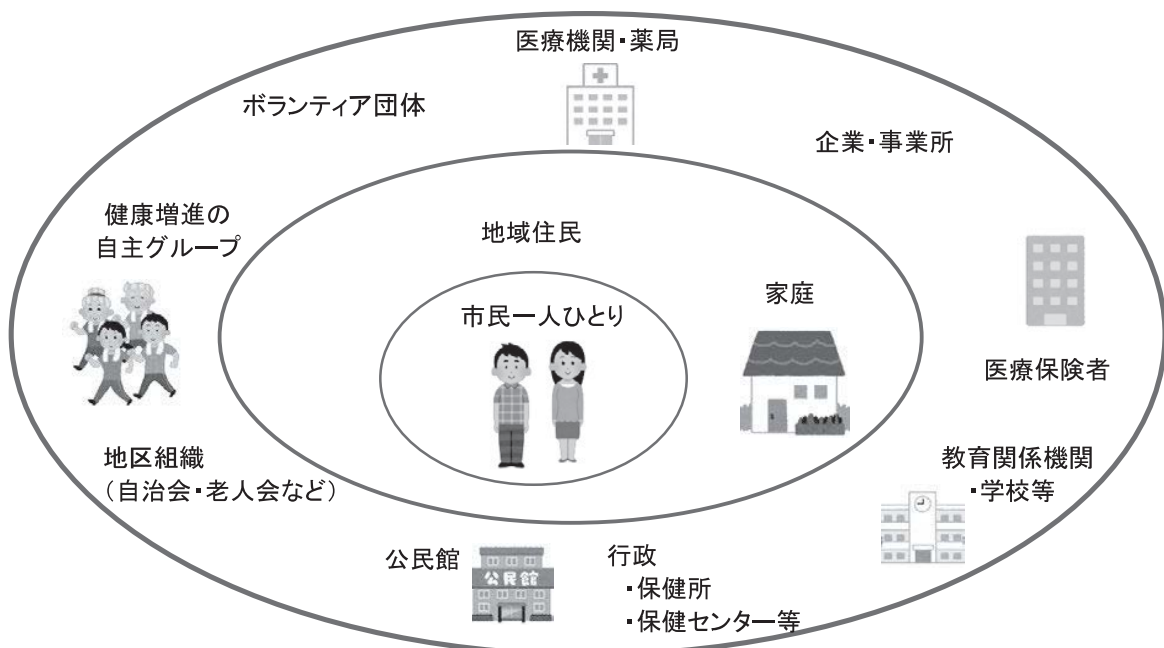 医療機関・薬局
ボランティア団体
企業・事業所
健康増進の
自主グループ
地域住民
市民一人ひとり
家庭
医療保険者
地区組織
（自治会・老人会など）
教育関係機関
・学校等
公民館
公民館
行政
・保健所
・保健センター等